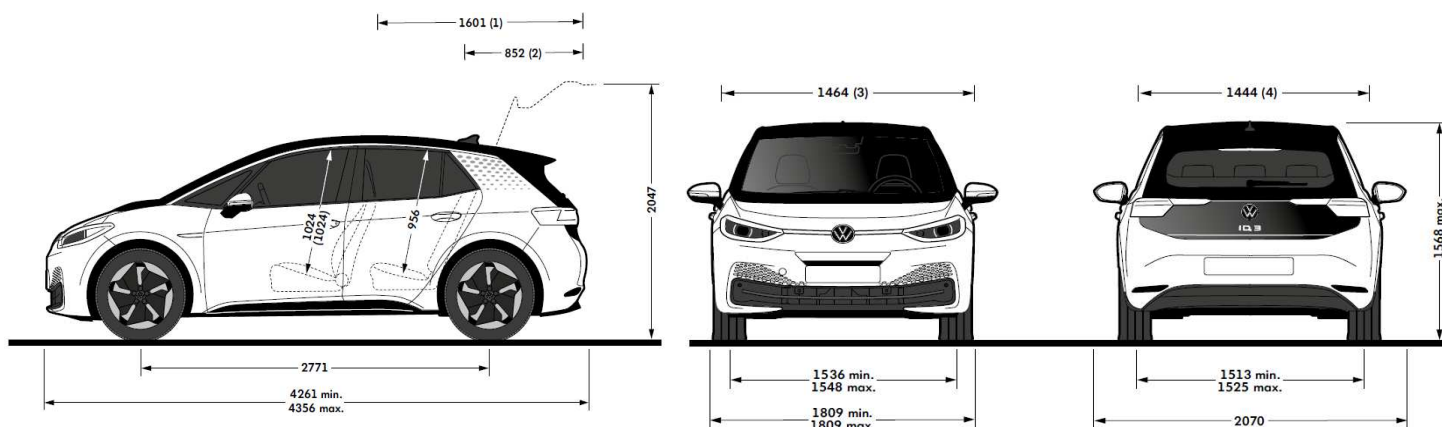 1601 (1)
852 (2)
1024
(1024)
956
2047
2771
4261 min.
4356 max.
1464 (3)
1536 min.
1548 max.
1809 min.
1809 max.
1444 (4)
IQ.3
1568 max.
1513 min.
1525 max.
2070